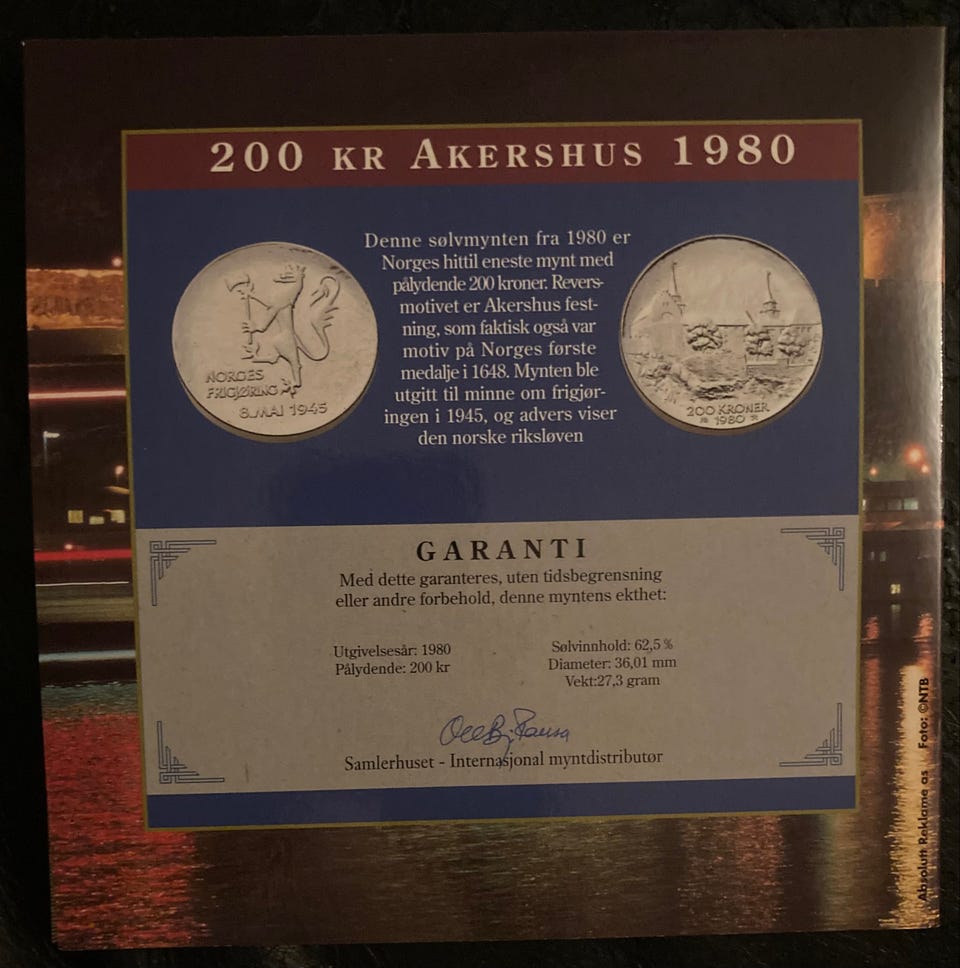 200 KR AKERSHUS 1980
Denne sølvmynten fra 1980 er
Norges hittil eneste mynt med
pålydende 200 kroner. Revers-
motivet er Akershus fest-
ning, som faktisk også var
motiv på Norges første
medalje i 1648. Mynten ble
utgitt til minne om frigjør-
ingen i 1945, og advers viser
den norske riksløven
NORGES
FRIGJØRING
8. MAI 1945
200 KRONER
1980
GARANTI
Med dette garanteres, uten tidsbegrensning
eller andre forbehold, denne myntens ekthet:
Utgivelsesår: 1980
Pålydende: 200 kr
Sølvinnhold: 62,5 %
Diameter: 36,01 mm
Vekt:27,3 gram
Samlerhuset - Internasjonal myntdistributør
Absolutt Reklame as Foto: ©NTB